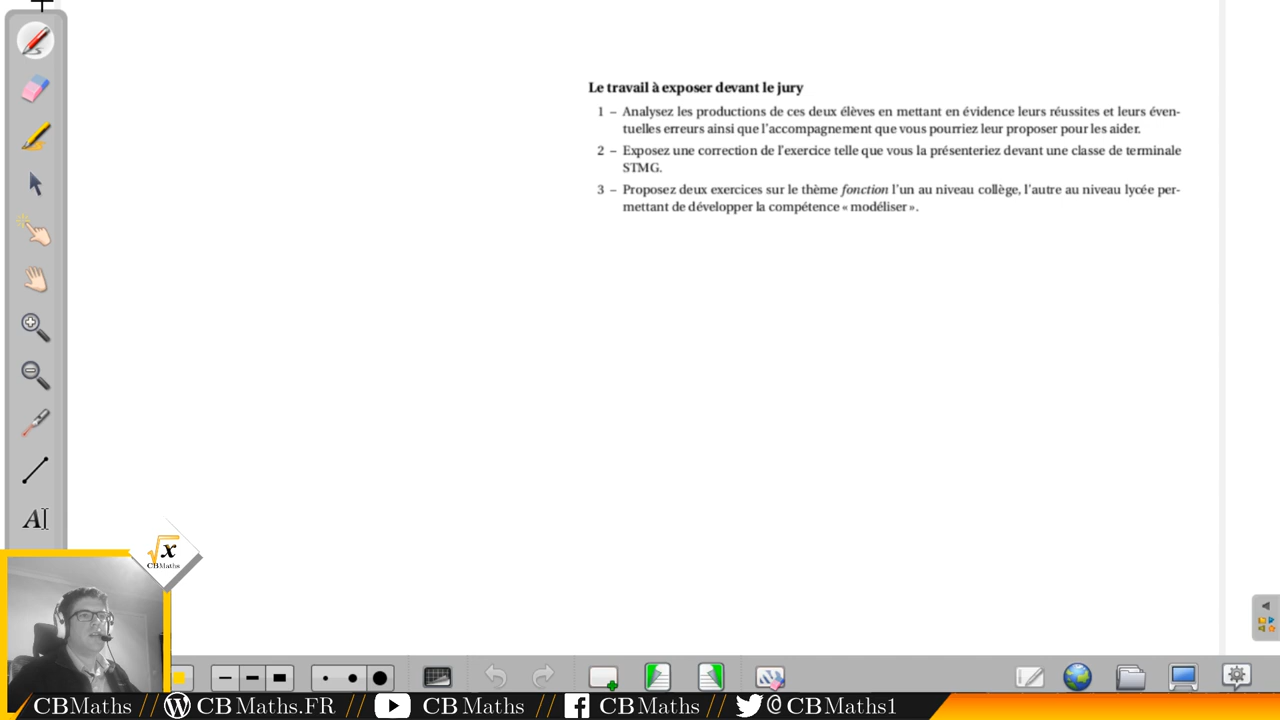 Le travail à exposer devant le jury
1 – Analysez les productions de ces deux élèves en mettant en évidence leurs réussites et leurs éven-
tuelles erreurs ainsi que l'accompagnement que vous pourriez leur proposer pour les aider.
2 – Exposez une correction de l'exercice telle que vous la présenteriez devant une classe de terminale
STMG.
3 – Proposez deux exercices sur le thème fonction l'un au niveau collège, l'autre au niveau lycée per-
mettant de développer la compétence « modéliser ».
A
√x
CBMaths
CBMaths // CBMaths.FR // CBMaths // CBMaths // @CBMaths1